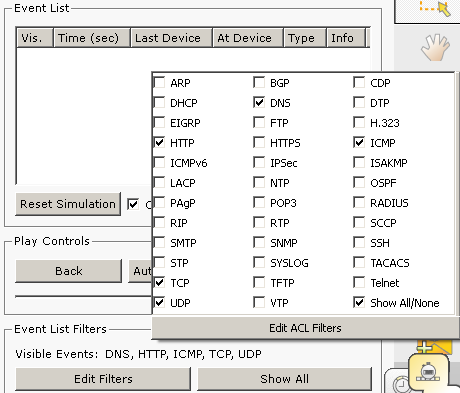 Event List
Vis. Time (sec) Last Device At Device Type Info
ARP BGP CDP
DHCP DNS DTP
EIGRP FTP H.323
HTTP HTTPS ICMP
ICMPv6 IPSec ISAKMP
LACP NTP OSPF
PAgP POP3 RADIUS
Reset Simulation
RIP RTP SCCP
SMTP SNMP SSH
Play Controls
STP SYSLOG TACACS
Back Aut
TCP TFTP Telnet
UDP VTP Show All/None
Edit ACL Filters
Event List Filters
Visible Events: DNS, HTTP, ICMP, TCP, UDP
Edit Filters Show All